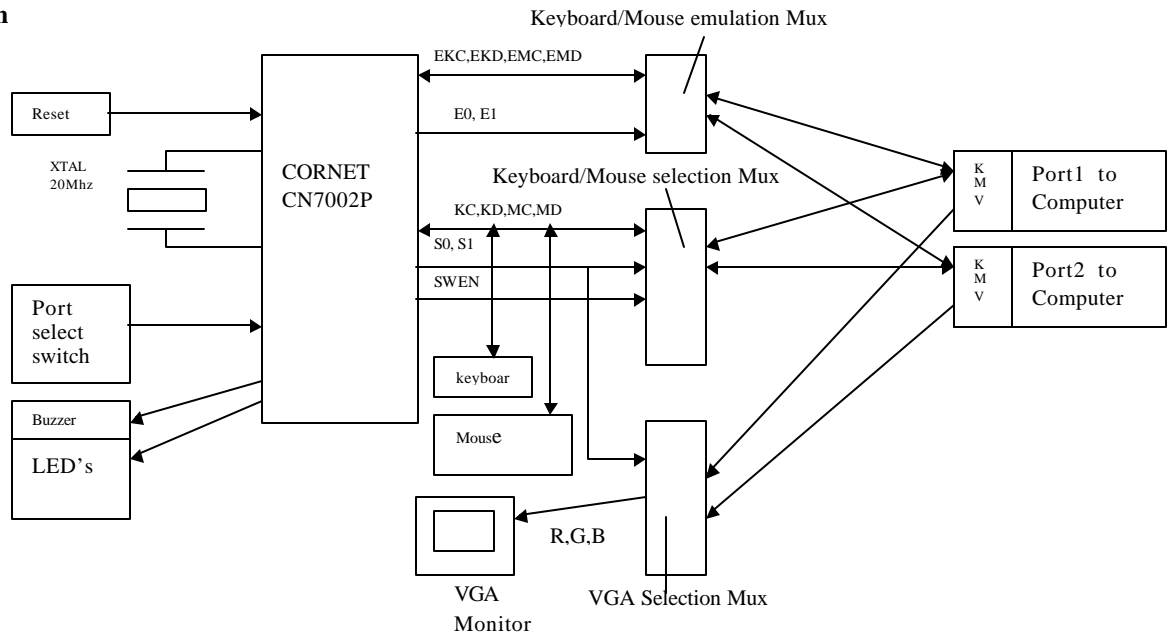 n
Keyboard/Mouse emulation Mux
EKC,EKD,EMC,EMD
Reset
E0, E1
XTAL
20Mhz
CORNET
CN7002P
Keyboard/Mouse selection Mux
K
M
V
Port1 to
Computer
KC,KD,MC,MD
S0, S1
SWEN
K
M
V
Port2 to
Computer
Port
select
switch
keyboar
Buzzer
Mouse
LED's
R,G,B
VGA
Monitor
VGA Selection Mux